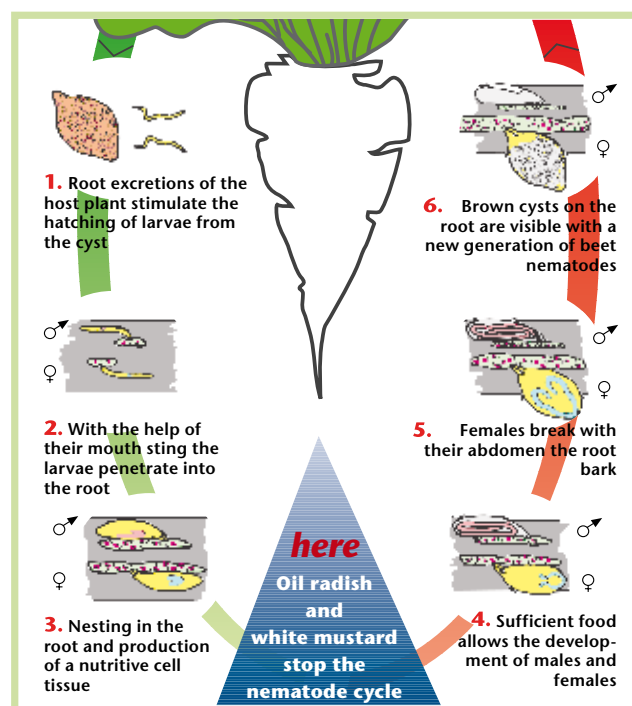 1. Root excretions of the
host plant stimulate the
hatching of larvae from
the cyst
2. With the help of
their mouth sting the
larvae penetrate into
the root
3. Nesting in the
root and production
of a nutritive cell
tissue
here
Oil radish
and
white mustard
stop the
nematode cycle
4. Sufficient food
allows the develop-
ment of males and
females
5. Females break with
their abdomen the root
bark
6. Brown cysts on the
root are visible with a
new generation of beet
nematodes